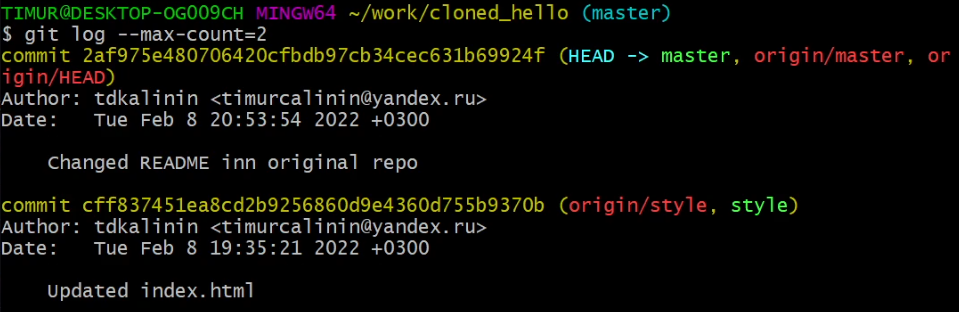 TIMUR@DESKTOP-OG009CH MINGW64 ~/work/cloned_hello (master)
$ git log --max-count=2
commit 2af975e480706420cfbdb97cb34cec631b69924f (HEAD -> master, origin/master, or
igin/HEAD)
Author: tdkalinin <timurcalinin@yandex.ru>
Date:   Tue Feb 8 20:53:54 2022 +0300
    Changed README inn original repo
commit cff837451ea8cd2b9256860d9e4360d755b9370b (origin/style, style)
Author: tdkalinin <timurcalinin@yandex.ru>
Date:   Tue Feb 8 19:35:21 2022 +0300
    Updated index.html